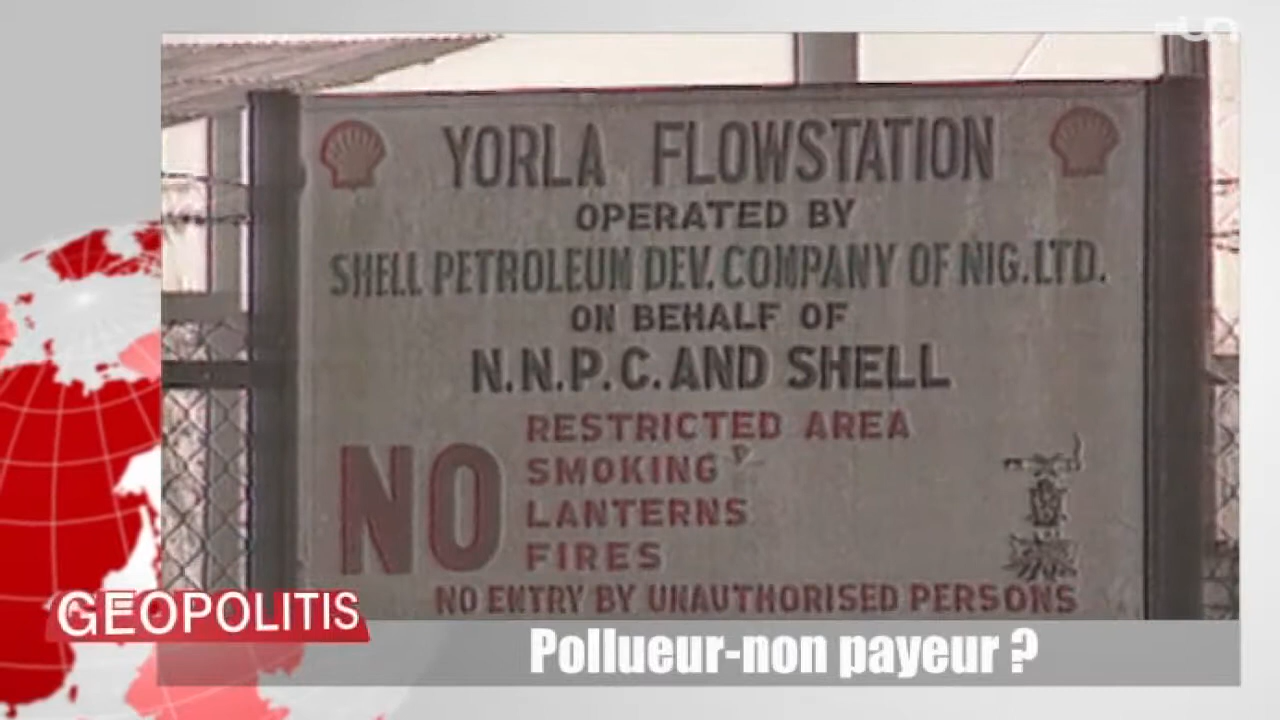 YORLA FLOWSTATION
OPERATED BY
SHELL PETROLEUM DEV. COMPANY OF NIG. LTD.
ON BEHALF OF
N.N.P.C. AND SHELL
RESTRICTED AREA
NO SMOKING
LANTERNS
FIRES
NO ENTRY BY UNAUTHORISED PERSONS
GEOPOLITIS
Pollueur-non payeur ?